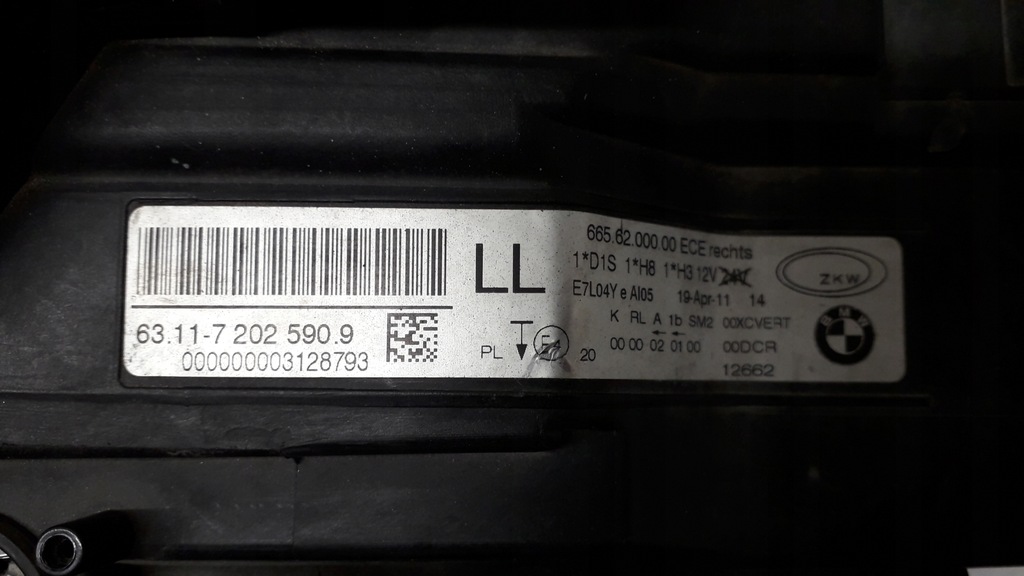 63.11-7 202 590.9
000000003128793
LL
PL
20
665.62.000 00 ECE rechts
1*D1S 1*H8 1*H3 12V 24V
E7L04Y e AI05 19-Apr-11 14
K RL A 1b SM2 00XCVERT
00 00 02 01 00 00DCR
12662
ZKW
BMW